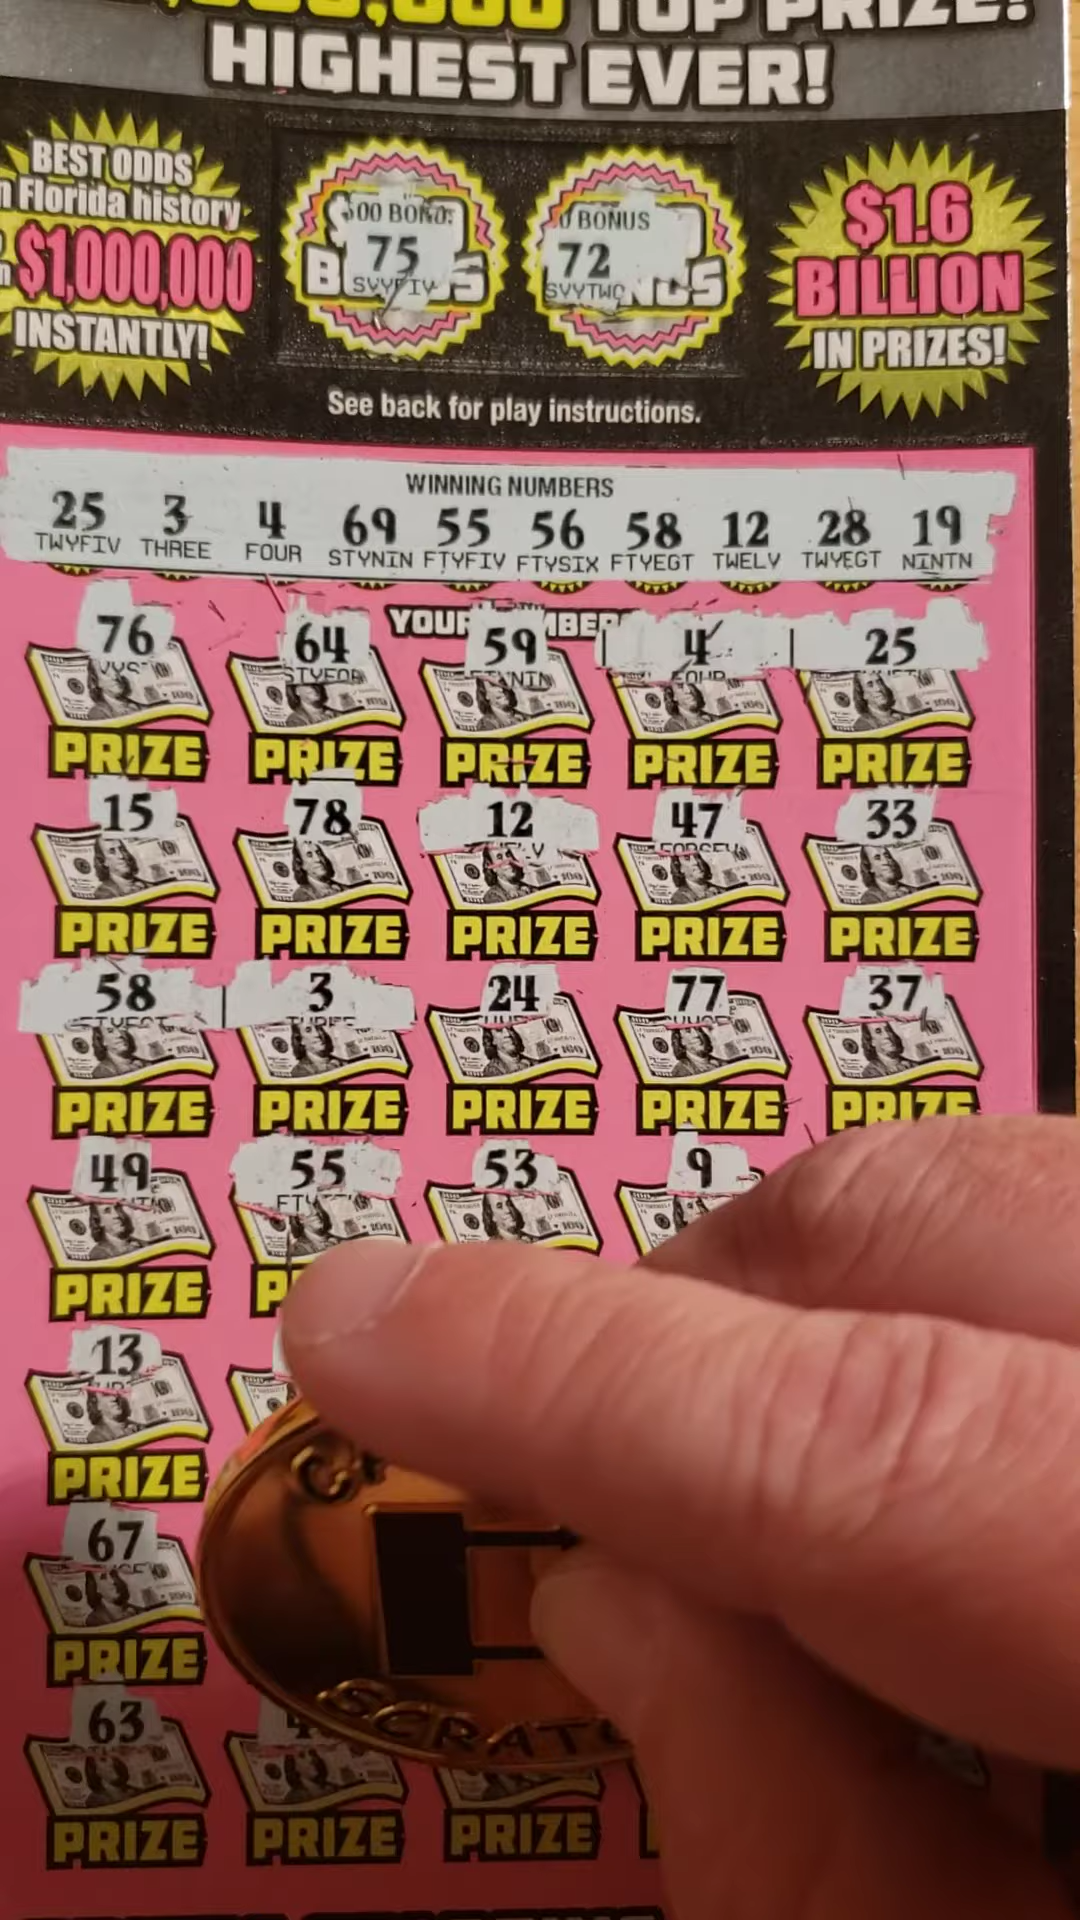 TOP PRIZE!
HIGHEST EVER!
BEST ODDS
Florida history
$1,000,000
INSTANTLY!
75
BONUS
72
SVYTWO
$1.6
BILLION
IN PRIZES!
See back for play instructions.
WINNING NUMBERS
25 3 4 69 55 56 58 12 28 19
TWYFIV THREE FOUR STYNIN FTYFIV FTYSIX FTYEGT TWELV TWYEGT NINTN
76 64 59 4 25
PRIZE PRIZE PRIZE PRIZE PRIZE
15 78 12 47 33
PRIZE PRIZE PRIZE PRIZE PRIZE
58 3 24 77 37
PRIZE PRIZE PRIZE PRIZE PRIZE
49 55 53 9
PRIZE
13
PRIZE
67
PRIZE
63
PRIZE PRIZE PRIZE